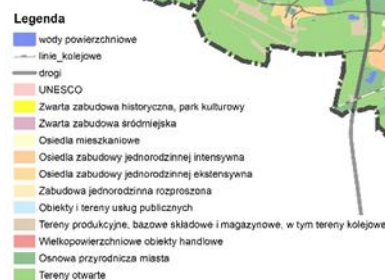 Legenda
wody powierzchniowe
linie_kolejowe
drogi
UNESCO
Zwarta zabudowa historyczna, park kulturowy
Zwarta zabudowa śródmiejska
Osiedla mieszkaniowe
Osiedla zabudowy jednorodzinnej intensywna
Osiedla zabudowy jednorodzinnej ekstensywna
Zabudowa jednorodzinna rozproszona
Obiekty i tereny usług publicznych
Tereny produkcyjne, bazowe składowe i magazynowe, w tym tereny kolejowe
Wielkopowierzchniowe obiekty handlowe
Osnowa przyrodnicza miasta
Tereny otwarte